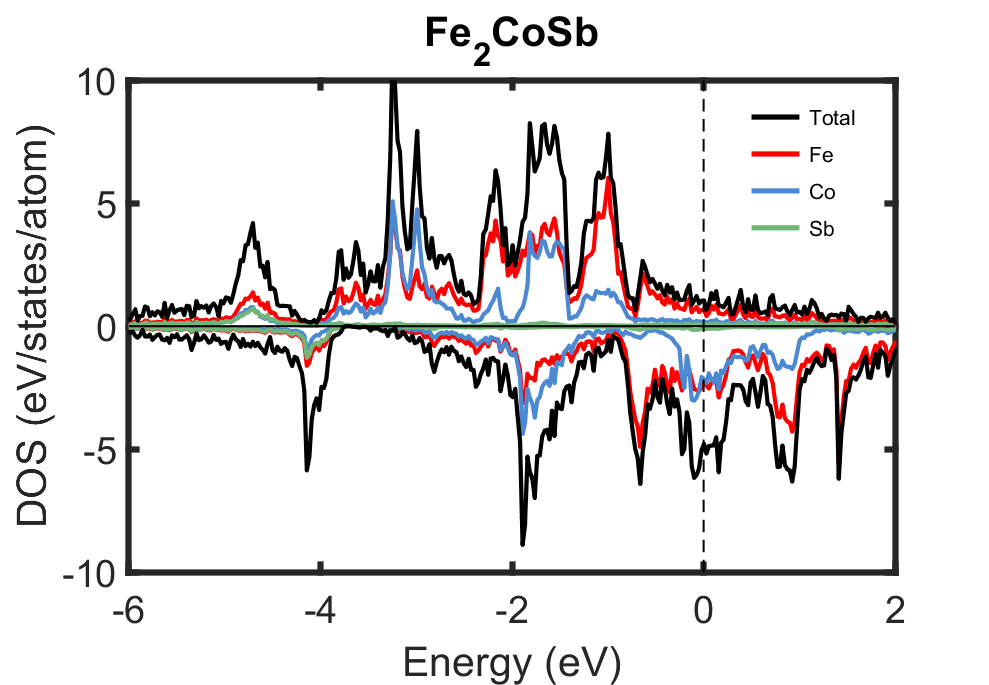 Fe₂CoSb
DOS (eV/states/atom)
10
5
0
-5
-10
Total
Fe
Co
Sb
-6 -4 -2 0 2
Energy (eV)